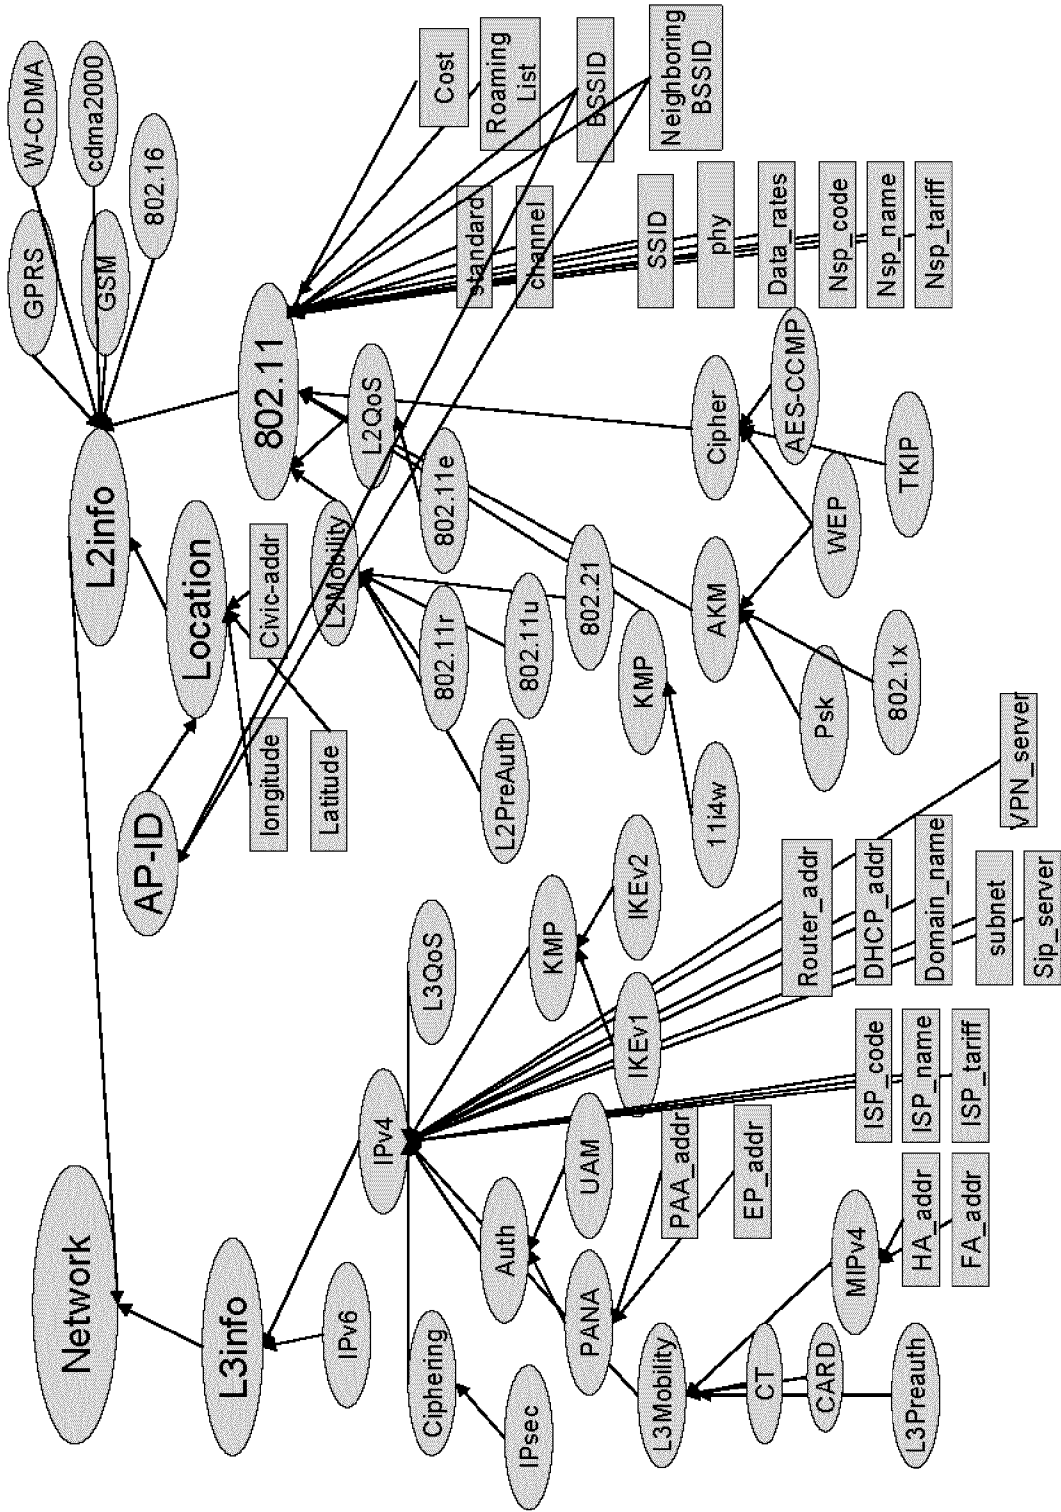 Network
L2info
GPRS
W-CDMA
GSM
cdma2000
802.16
L3info
AP-ID
Location
802.11
IPv6
IPv4
longitude
Latitude
Civic-addr
L2Mobility
L2QoS
Cost
Roaming
List
BSSID
Neighboring
BSSID
Ciphering
L3QoS
802.11r
802.11e
standard
channel
IPsec
Auth
KMP
L2PreAuth
802.11u
802.21
PANA
UAM
IKEv1
IKEv2
KMP
SSID
phy
Data_rates
Nsp_code
Nsp_name
Nsp_tariff
L3Mobility
PAA_addr
EP_addr
11i4w
AKM
Cipher
CT
CARD
L3Preauth
MIPv4
HA_addr
FA_addr
ISP_code
ISP_name
ISP_tariff
Router_addr
DHCP_addr
Domain_name
subnet
Sip_server
VPN_server
Psk
802.1x
WEP
AES-CCMP
TKIP